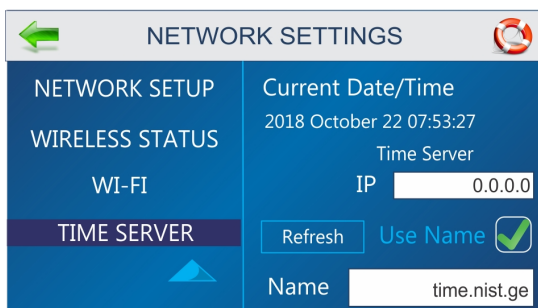 NETWORK SETTINGS
NETWORK SETUP
WIRELESS STATUS
WI-FI
TIME SERVER
Current Date/Time
2018 October 22 07:53:27
Time Server
IP 0.0.0.0
Refresh Use Name
Name time.nist.ge